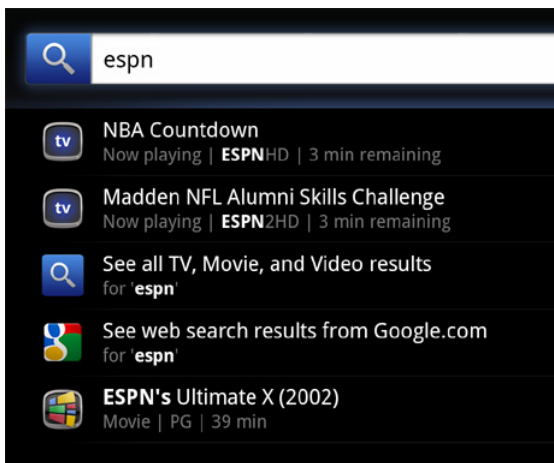 espn
tv
NBA Countdown
Now playing | ESPNHD | 3 min remaining
tv
Madden NFL Alumni Skills Challenge
Now playing | ESPN2HD | 3 min remaining
See all TV, Movie, and Video results
for 'espn'
See web search results from Google.com
for 'espn'
ESPN's Ultimate X (2002)
Movie | PG | 39 min